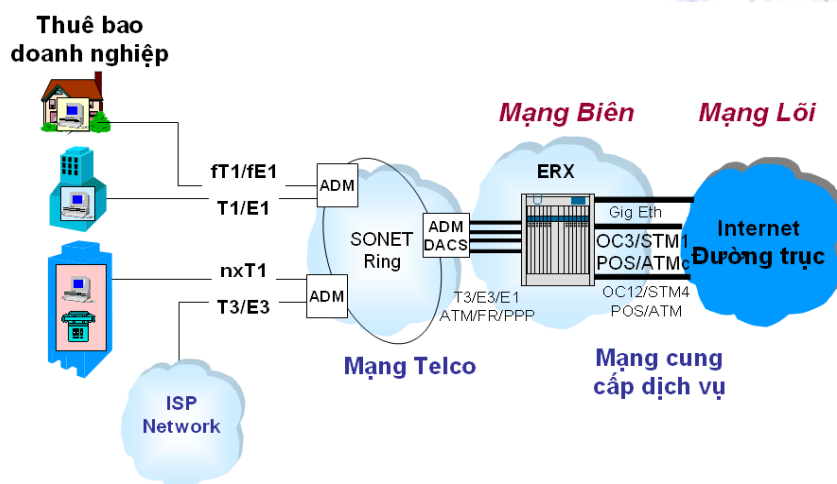 Thuê bao
doanh nghiệp
Mạng Biên
Mạng Lõi
fT1/fE1
T1/E1
ADM
ERX
SONET
Ring
ADM
DACS
Gig Eth
OC3/STM1
POS/ATMc
Internet
Đường trục
nxT1
T3/E3
ADM
T3/E3/E1
ATM/FR/PPP
OC12/STM4
POS/ATM
Mạng Telco
Mạng cung
cấp dịch vụ
ISP
Network